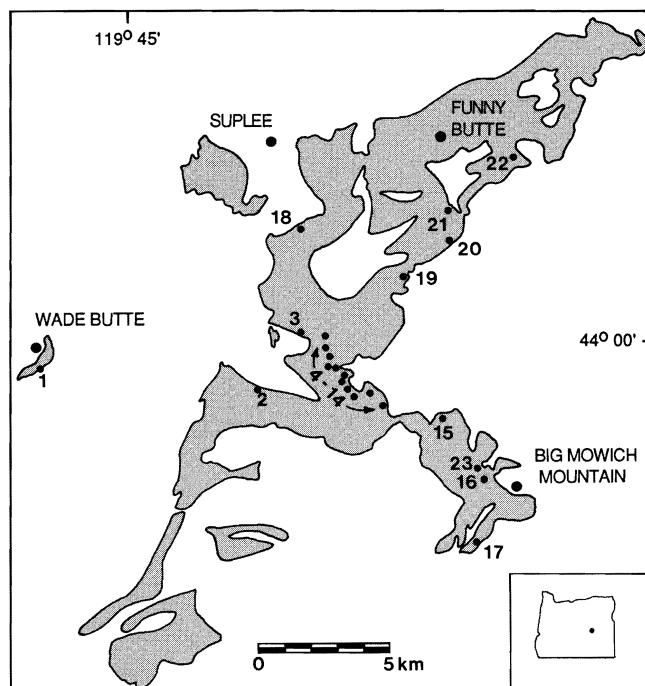 119° 45'
SUPLEE
FUNNY
BUTTE
22
18
21
20
19
3
WADE BUTTE
44° 00'
1
4 - 14
2
15
23
16
BIG MOWICH
MOUNTAIN
17
0
5 km